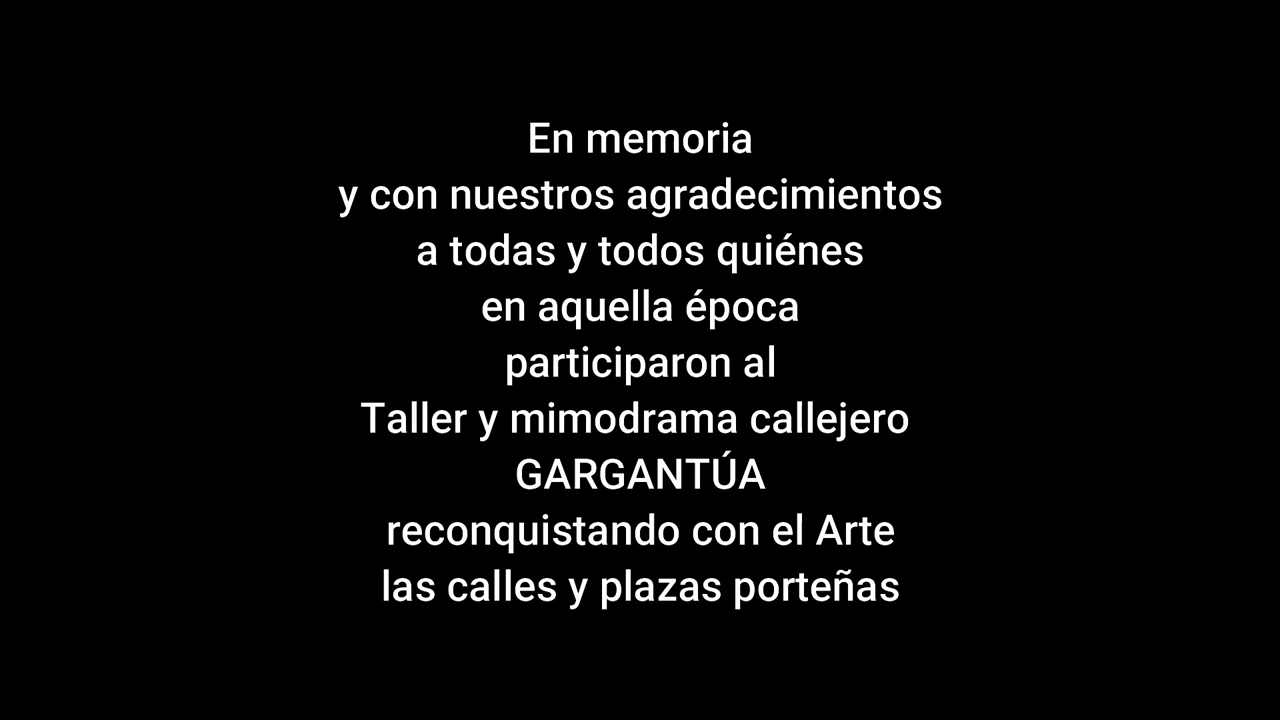 En memoria
y con nuestros agradecimientos
a todas y todos quiénes
en aquella época
participaron al
Taller y mimodrama callejero
GARGANTÚA
reconquistando con el Arte
las calles y plazas porteñas